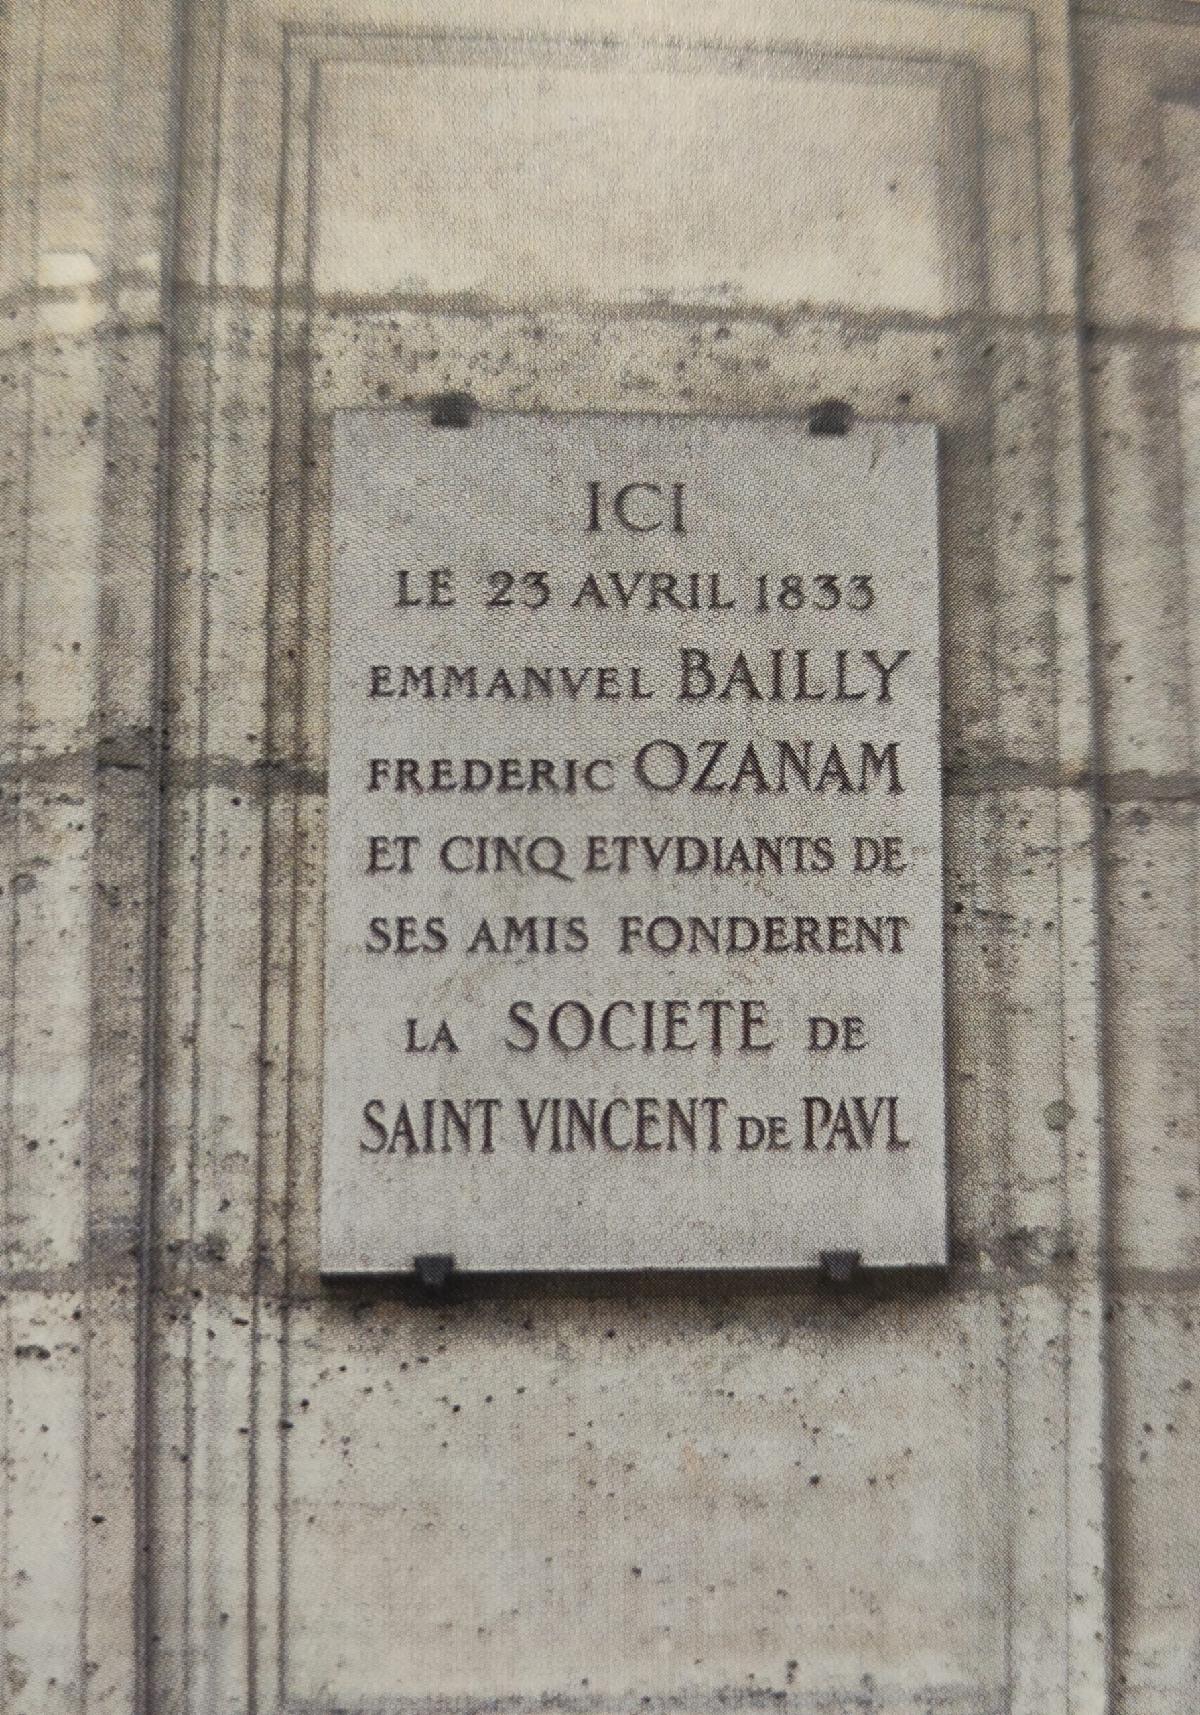 ICI
LE 23 AVRIL 1833
EMMANVEL BAILLY
FREDERIC OZANAM
ET CINQ ETVDIANTS DE
SES AMIS FONDERENT
LA SOCIETE DE
SAINT VINCENT DE PAVL